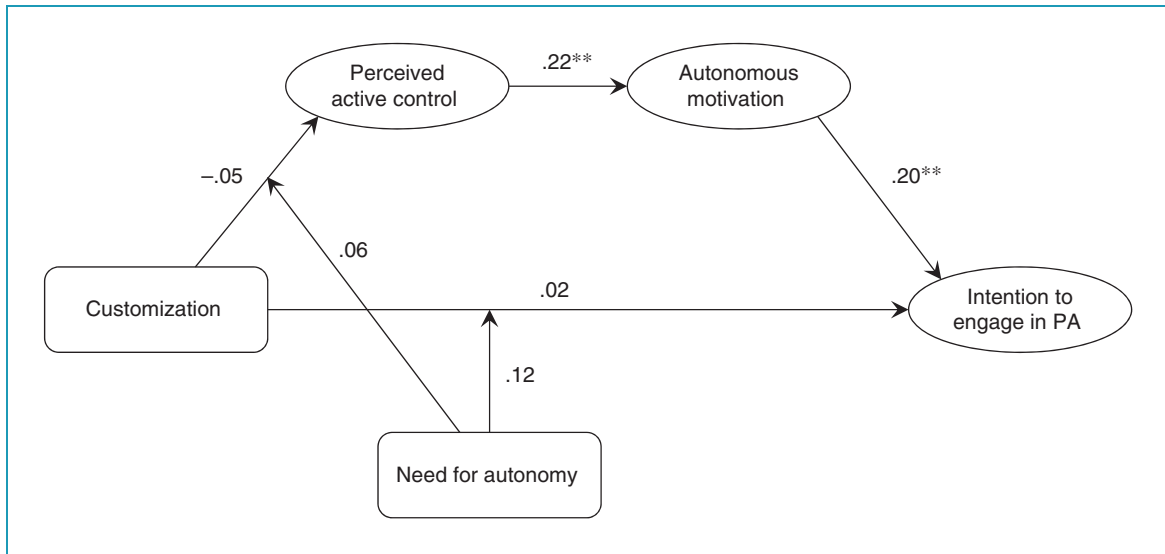 Perceived
active control
.22**
Autonomous
motivation
–.05
.20**
.06
Customization
.02
Intention to
engage in PA
.12
Need for autonomy